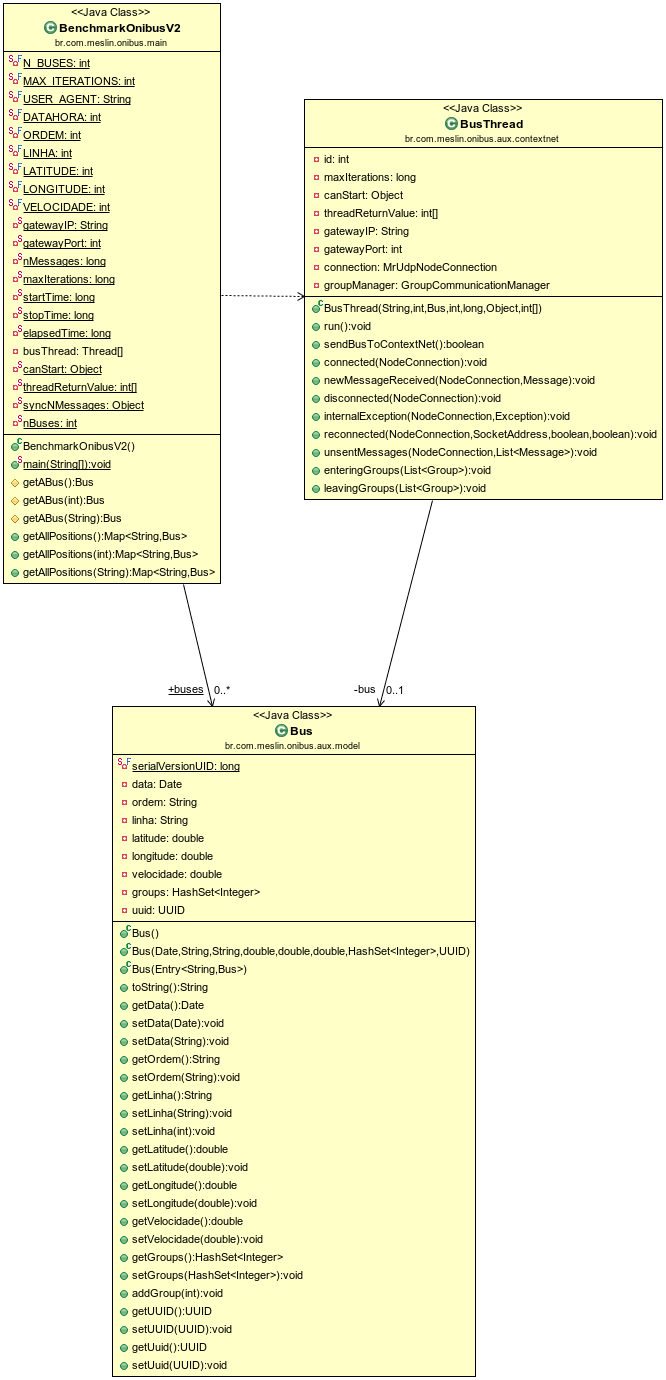 <<Java Class>>
BenchmarkOnibusV2
br.com.meslin.onibus.main
N_BUSES: int
MAX_ITERATIONS: int
USER_AGENT: String
DATAHORA: int
ORDEM: int
LINHA: int
LATITUDE: int
LONGITUDE: int
VELOCIDADE: int
gatewayIP: String
gatewayPort: int
nMessages: long
maxIterations: long
startTime: long
stopTime: long
elapsedTime: long
busThread: Thread[]
canStart: Object
threadReturnValue: int[]
syncNMessages: Object
nBuses: int
BenchmarkOnibusV2()
main(String[]):void
getABus():Bus
getABus(int):Bus
getABus(String):Bus
getAllPositions():Map<String,Bus>
getAllPositions(int):Map<String,Bus>
getAllPositions(String):Map<String,Bus>
<<Java Class>>
BusThread
br.com.meslin.onibus.aux.contextnet
id: int
maxIterations: long
canStart: Object
threadReturnValue: int[]
gatewayIP: String
gatewayPort: int
connection: MrUdpNodeConnection
groupManager: GroupCommunicationManager
BusThread(String,int,Bus,int,long,Object,int[])
run():void
sendBusToContextNet():boolean
connected(NodeConnection):void
newMessageReceived(NodeConnection,Message):void
disconnected(NodeConnection):void
internalException(NodeConnection,Exception):void
reconnected(NodeConnection,SocketAddress,boolean,boolean):void
unsentMessages(NodeConnection,List<Message>):void
enteringGroups(List<Group>):void
leavingGroups(List<Group>):void
+buses 0..*
-bus 0..1
<<Java Class>>
Bus
br.com.meslin.onibus.aux.model
serialVersionUID: long
data: Date
ordem: String
linha: String
latitude: double
longitude: double
velocidade: double
groups: HashSet<Integer>
uuid: UUID
Bus()
Bus(Date,String,String,double,double,double,HashSet<Integer>,UUID)
Bus(Entry<String,Bus>)
toString():String
getData():Date
setData(Date):void
setData(String):void
getOrdem():String
setOrdem(String):void
getLinha():String
setLinha(String):void
setLinha(int):void
getLatitude():double
setLatitude(double):void
getLongitude():double
setLongitude(double):void
getVelocidade():double
setVelocidade(double):void
getGroups():HashSet<Integer>
setGroups(HashSet<Integer>):void
addGroup(int):void
getUUID():UUID
setUUID(UUID):void
getUuid():UUID
setUuid(UUID):void